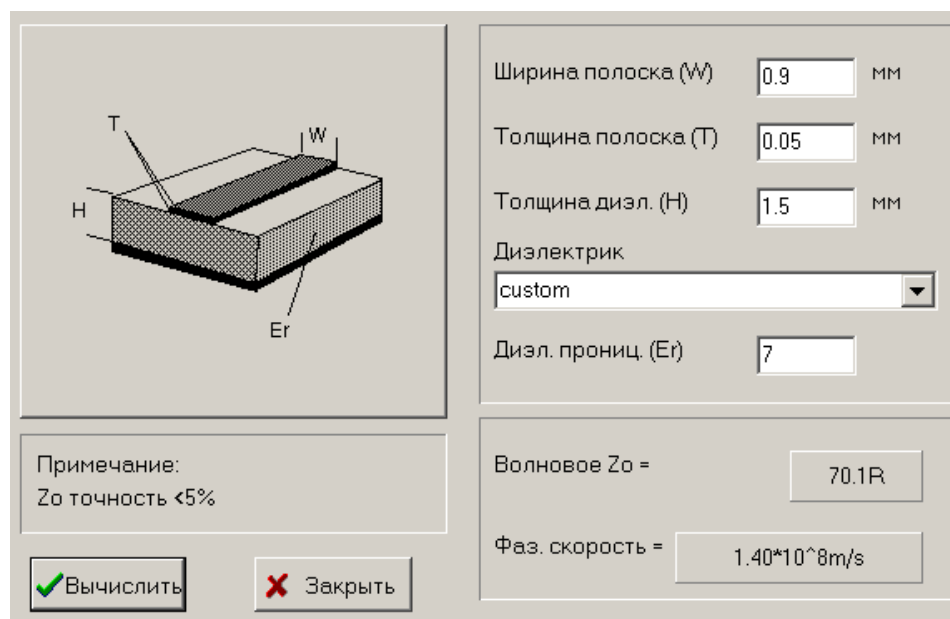 T
W
H
Er
Ширина полоска (W) 0.9 мм
Толщина полоска (T) 0.05 мм
Толщина диэл. (H) 1.5 мм
Диэлектрик
custom
Диэл. прониц. (Er) 7
Примечание:
Zo точность <5%
Волновое Zo = 70.1R
Фаз. скорость = 1.40*10^8m/s
Вычислить
Закрыть